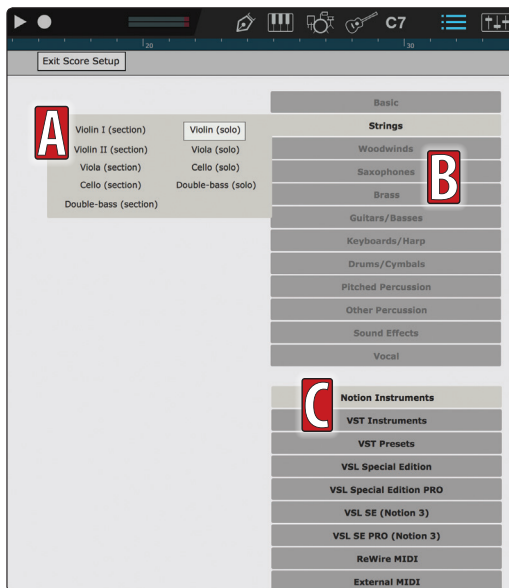 C7
20
30
Exit Score Setup
A
Violin I (section)
Violin (solo)
Violin II (section)
Viola (solo)
Viola (section)
Cello (solo)
Cello (section)
Double-bass (solo)
Double-bass (section)
Basic
Strings
Woodwinds
B
Saxophones
Brass
Guitars/Basses
Keyboards/Harp
Drums/Cymbals
Pitched Percussion
Other Percussion
Sound Effects
Vocal
C
Notion Instruments
VST Instruments
VST Presets
VSL Special Edition
VSL Special Edition PRO
VSL SE (Notion 3)
VSL SE PRO (Notion 3)
ReWire MIDI
External MIDI